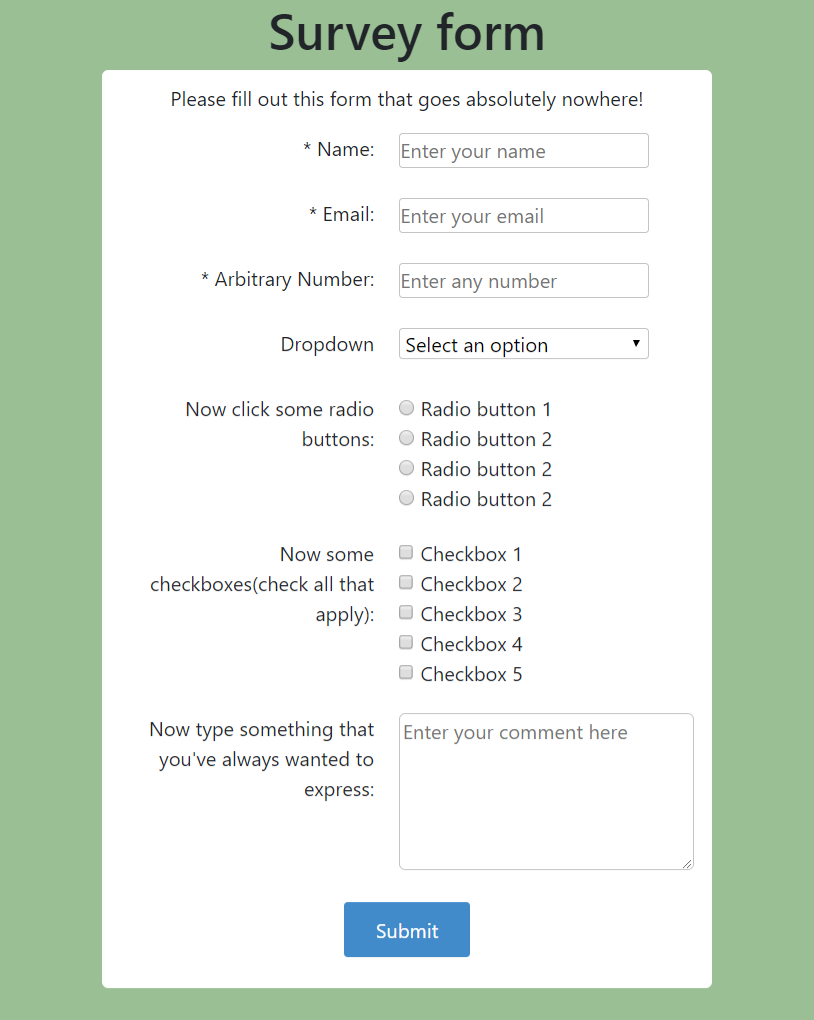 Survey form
Please fill out this form that goes absolutely nowhere!
* Name: Enter your name
* Email: Enter your email
* Arbitrary Number: Enter any number
Dropdown Select an option
Now click some radio
buttons:
Radio button 1
Radio button 2
Radio button 2
Radio button 2
Now some
checkboxes(check all that
apply):
Checkbox 1
Checkbox 2
Checkbox 3
Checkbox 4
Checkbox 5
Now type something that
you've always wanted to
express:
Enter your comment here
Submit